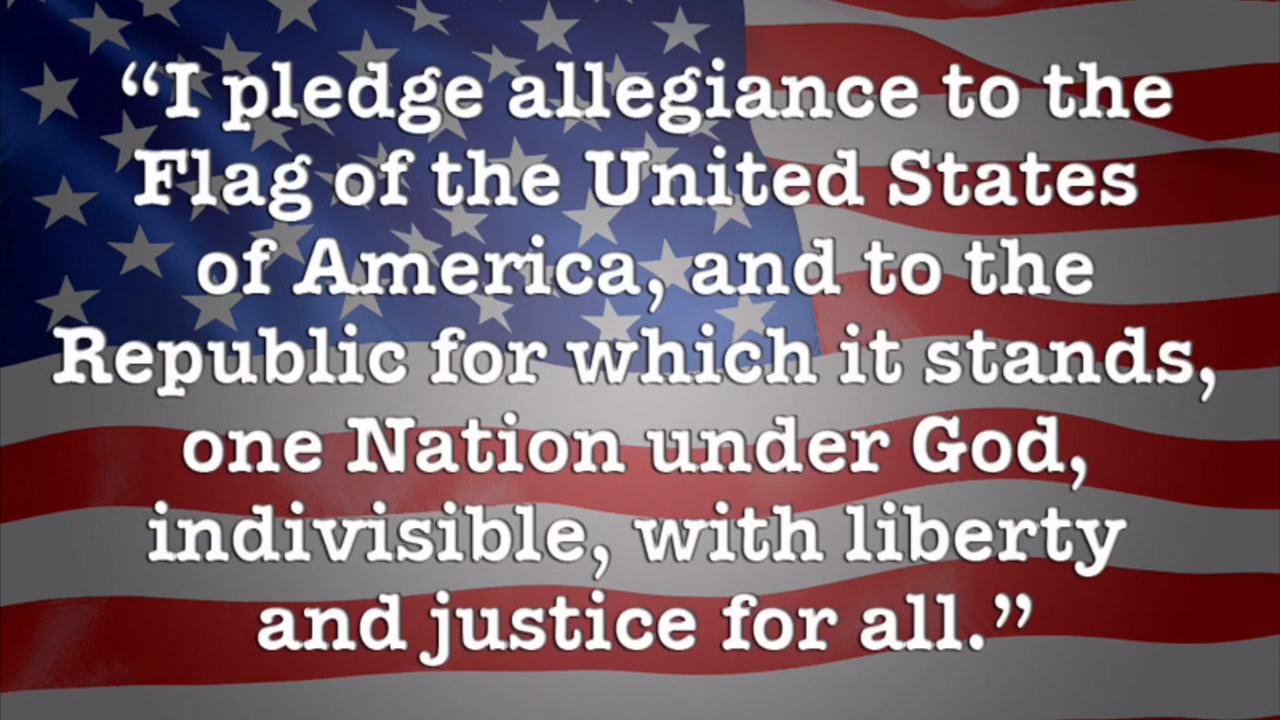 “I pledge allegiance to the
Flag of the United States
of America, and to the
Republic for which it stands,
one Nation under God,
indivisible, with liberty
and justice for all.”